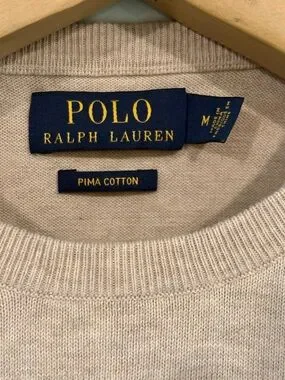 POLO
RALPH LAUREN
M
PIMA COTTON